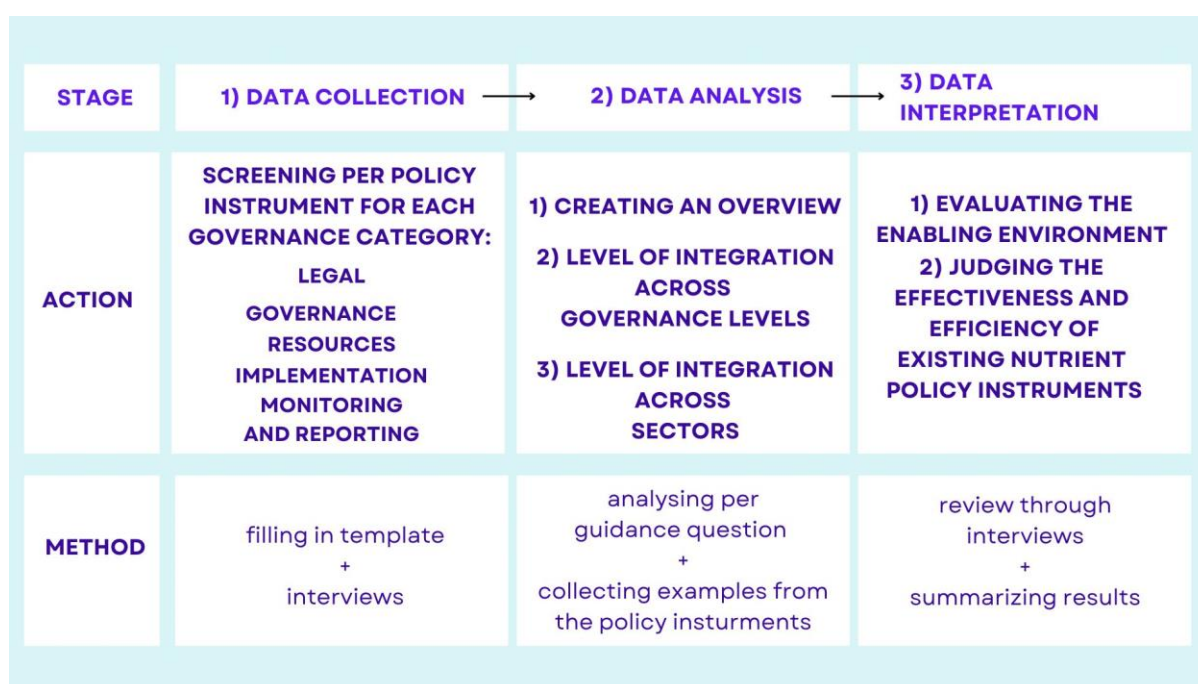 STAGE
1) DATA COLLECTION
2) DATA ANALYSIS
3) DATA
INTERPRETATION
ACTION
SCREENING PER POLICY
INSTRUMENT FOR EACH
GOVERNANCE CATEGORY:
LEGAL
GOVERNANCE
RESOURCES
IMPLEMENTATION
MONITORING
AND REPORTING
1) CREATING AN OVERVIEW
2) LEVEL OF INTEGRATION
ACROSS
GOVERNANCE LEVELS
3) LEVEL OF INTEGRATION
ACROSS
SECTORS
1) EVALUATING THE
ENABLING ENVIRONMENT
2) JUDGING THE
EFFECTIVENESS AND
EFFICIENCY OF
EXISTING NUTRIENT
POLICY INSTRUMENTS
METHOD
filling in template
+
interviews
analysing per
guidance question
+
collecting examples from
the policy insturments
review through
interviews
+
summarizing results